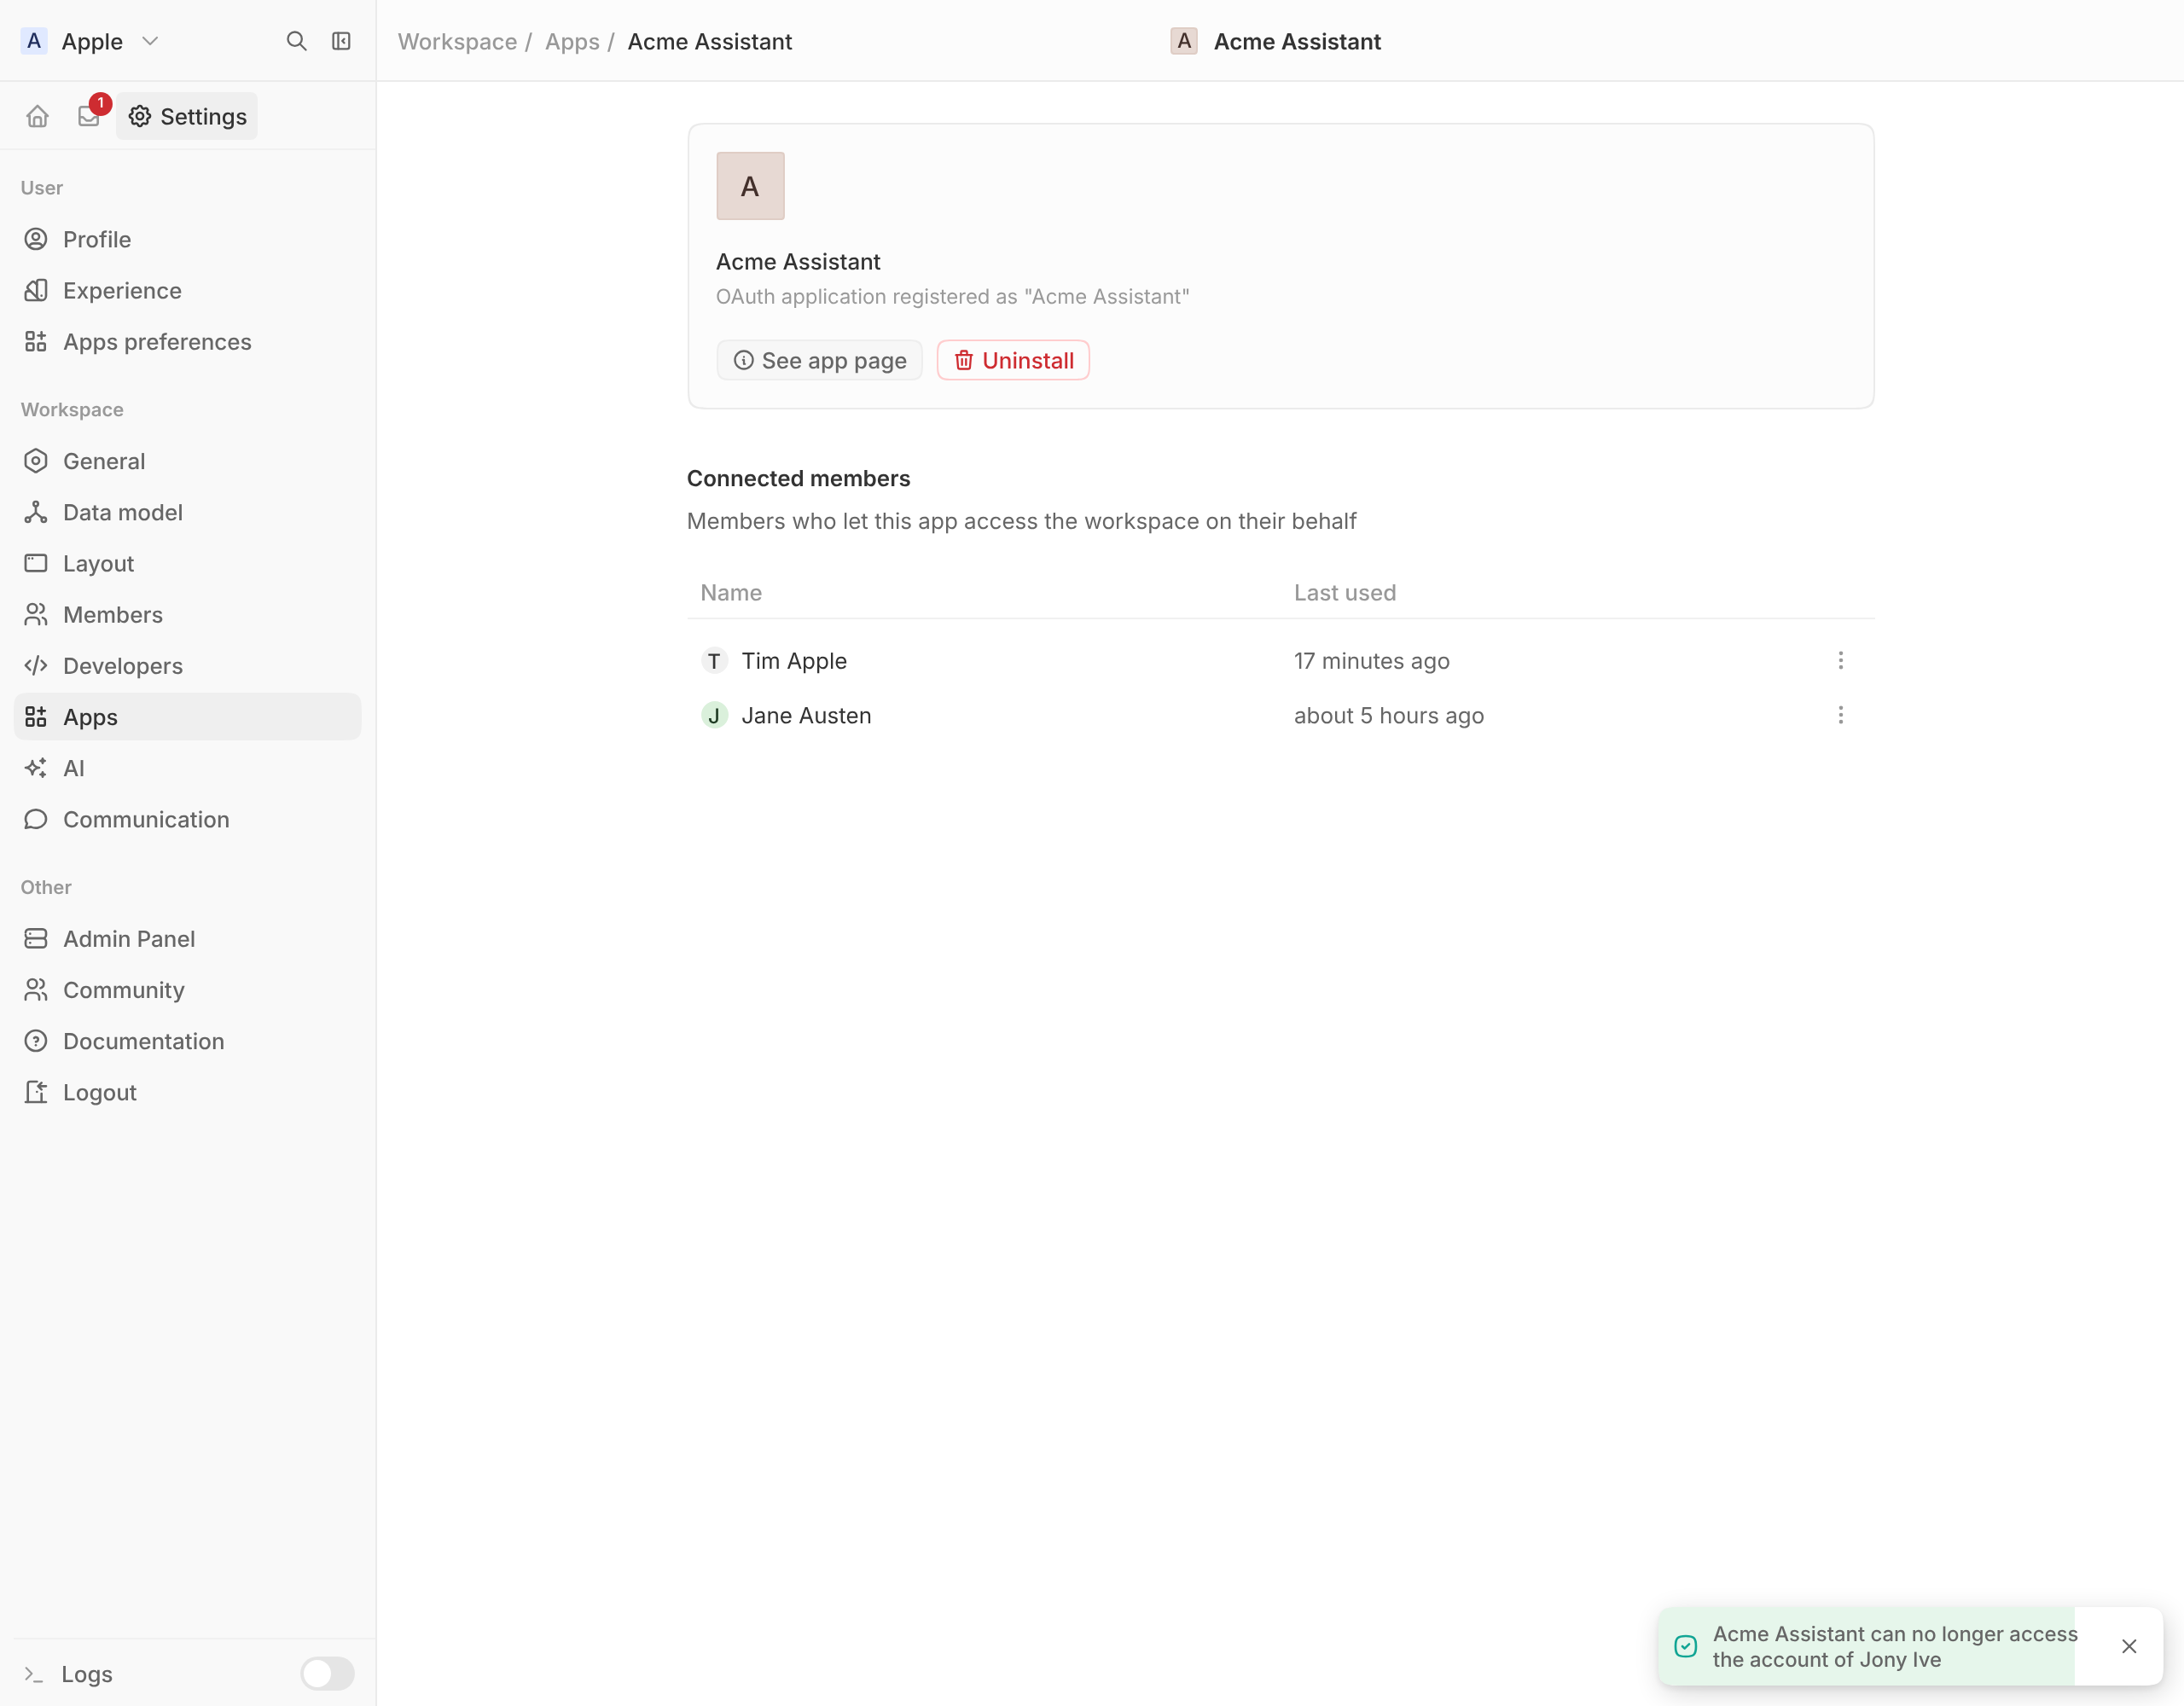 A Apple
Workspace / Apps / Acme Assistant
A Acme Assistant
1
Settings
User
Profile
Experience
Apps preferences
Workspace
General
Data model
Layout
Members
Developers
Apps
AI
Communication
Other
Admin Panel
Community
Documentation
Logout
Logs
A
Acme Assistant
OAuth application registered as "Acme Assistant"
See app page
Uninstall
Connected members
Members who let this app access the workspace on their behalf
Name Last used
T Tim Apple 17 minutes ago
J Jane Austen about 5 hours ago
Acme Assistant can no longer access
the account of Jony Ive